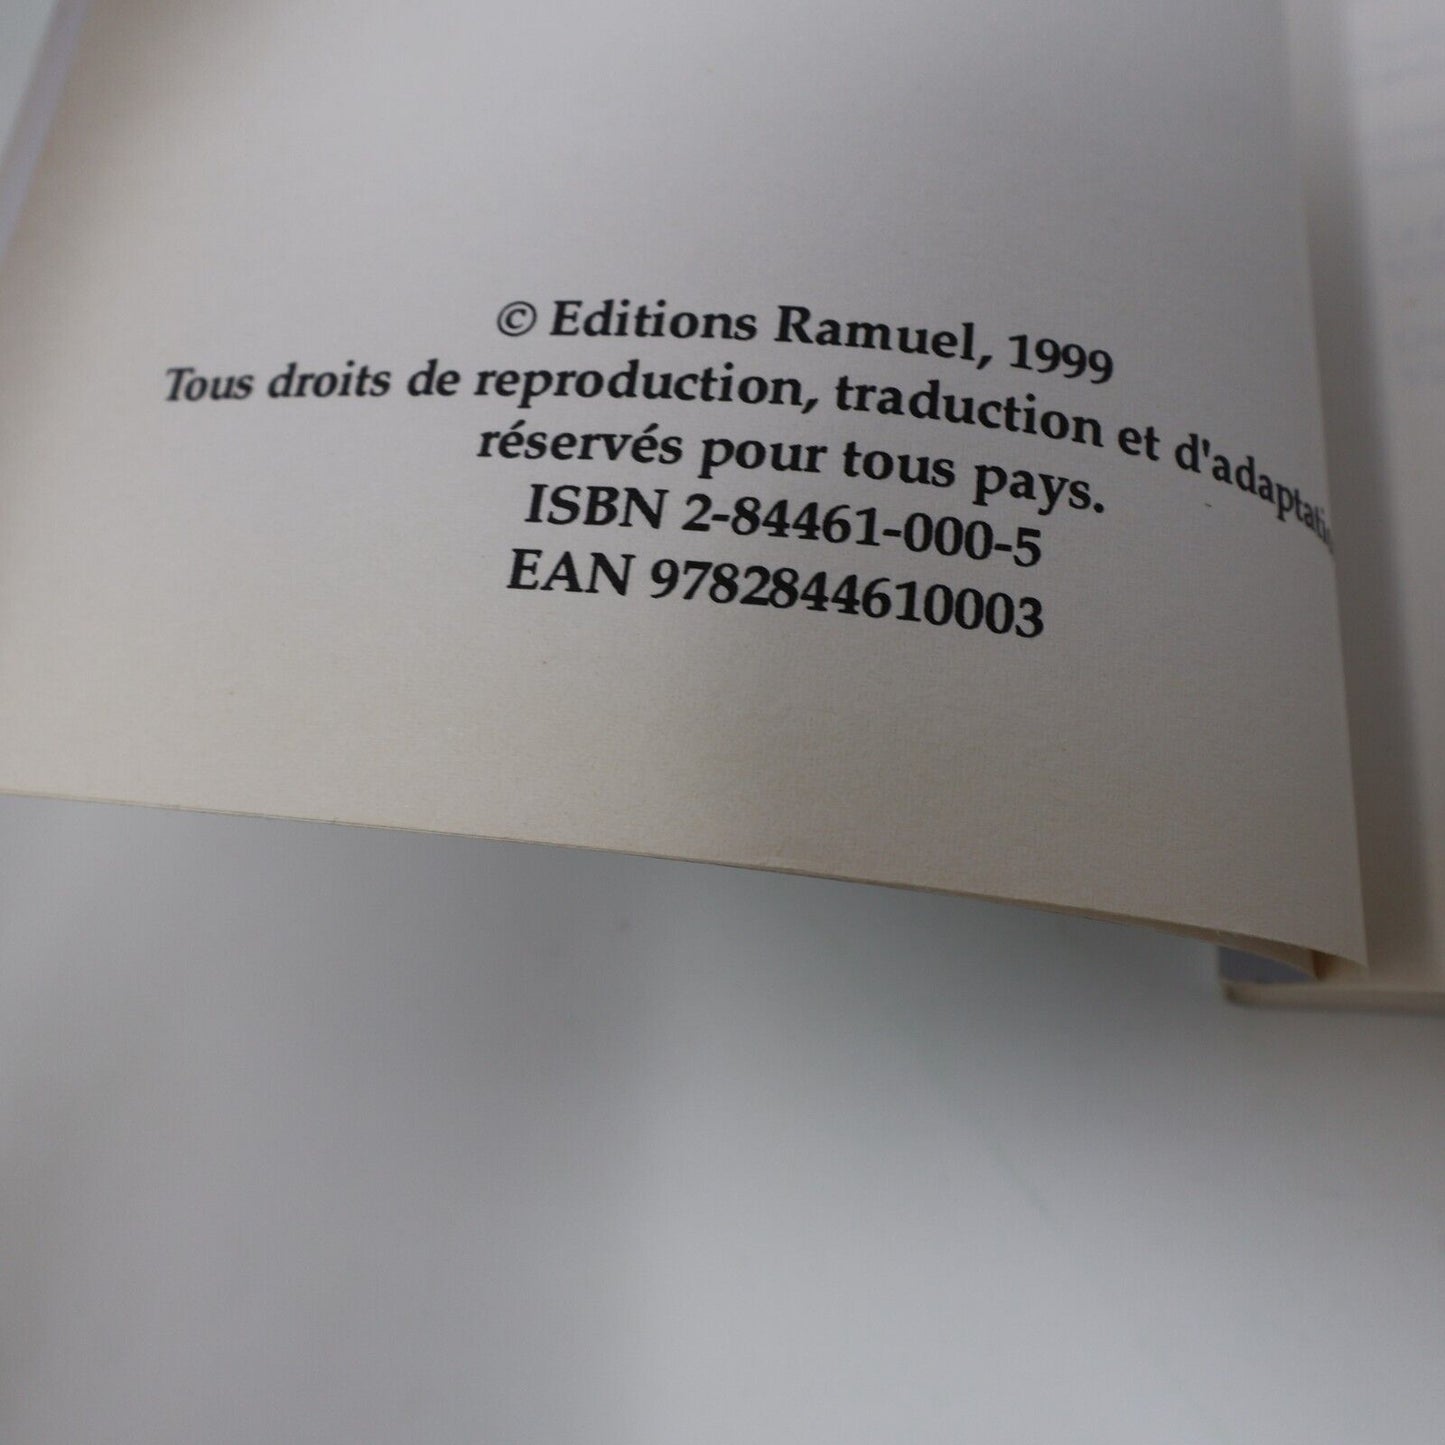 © Editions Ramuel, 1999
Tous droits de reproduction, traduction et d'adaptatio
réservés pour tous pays.
ISBN 2-84461-000-5
EAN 9782844610003